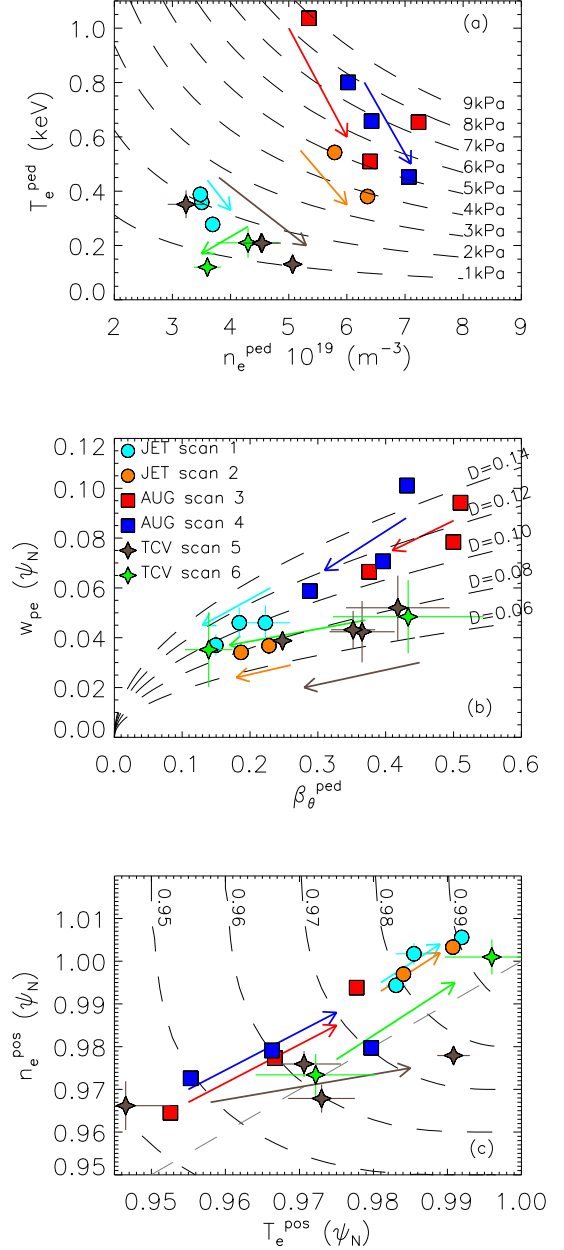 (a)
1.0
0.8
0.6
0.4
0.2
0.0
T_e^ped (keV)
9kPa
8kPa
7kPa
6kPa
5kPa
4kPa
3kPa
2kPa
1kPa
2 3 4 5 6 7 8 9
n_e^ped 10^19 (m^-3)
0.12
0.10
0.08
0.06
0.04
0.02
0.00
w_pe (ψ_N)
JET scan 1
JET scan 2
AUG scan 3
AUG scan 4
TCV scan 5
TCV scan 6
D=0.14
D=0.12
D=0.10
D=0.08
D=0.06
(b)
0.0 0.1 0.2 0.3 0.4 0.5 0.6
β_θ^ped
1.01
1.00
0.99
0.98
0.97
0.96
0.95
n_e^pos (ψ_N)
0.95 0.96 0.97 0.98 0.99
(c)
0.95 0.96 0.97 0.98 0.99 1.00
T_e^pos (ψ_N)